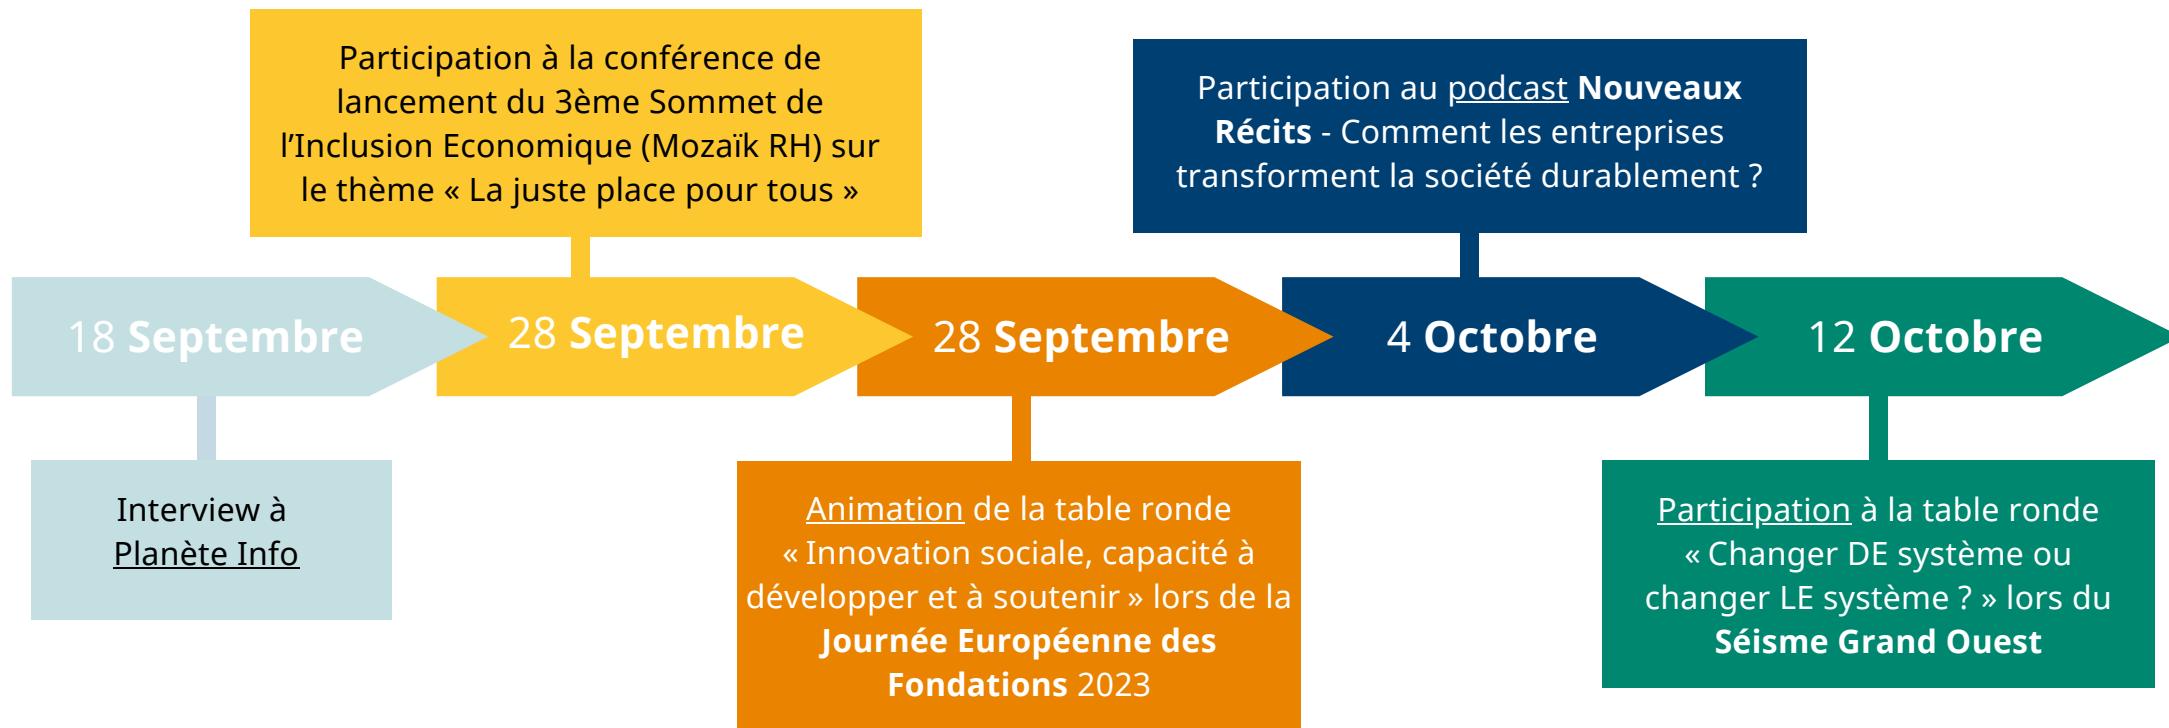 Participation à la conférence de
lancement du 3ème Sommet de
l’Inclusion Economique (Mozaïk RH) sur
le thème « La juste place pour tous »
Participation au podcast Nouveaux
Récits - Comment les entreprises
transforment la société durablement ?
18 Septembre
28 Septembre
28 Septembre
4 Octobre
12 Octobre
Interview à
Planète Info
Animation de la table ronde
« Innovation sociale, capacité à
développer et à soutenir » lors de la
Journée Européenne des
Fondations 2023
Participation à la table ronde
« Changer DE système ou
changer LE système ? » lors du
Séisme Grand Ouest